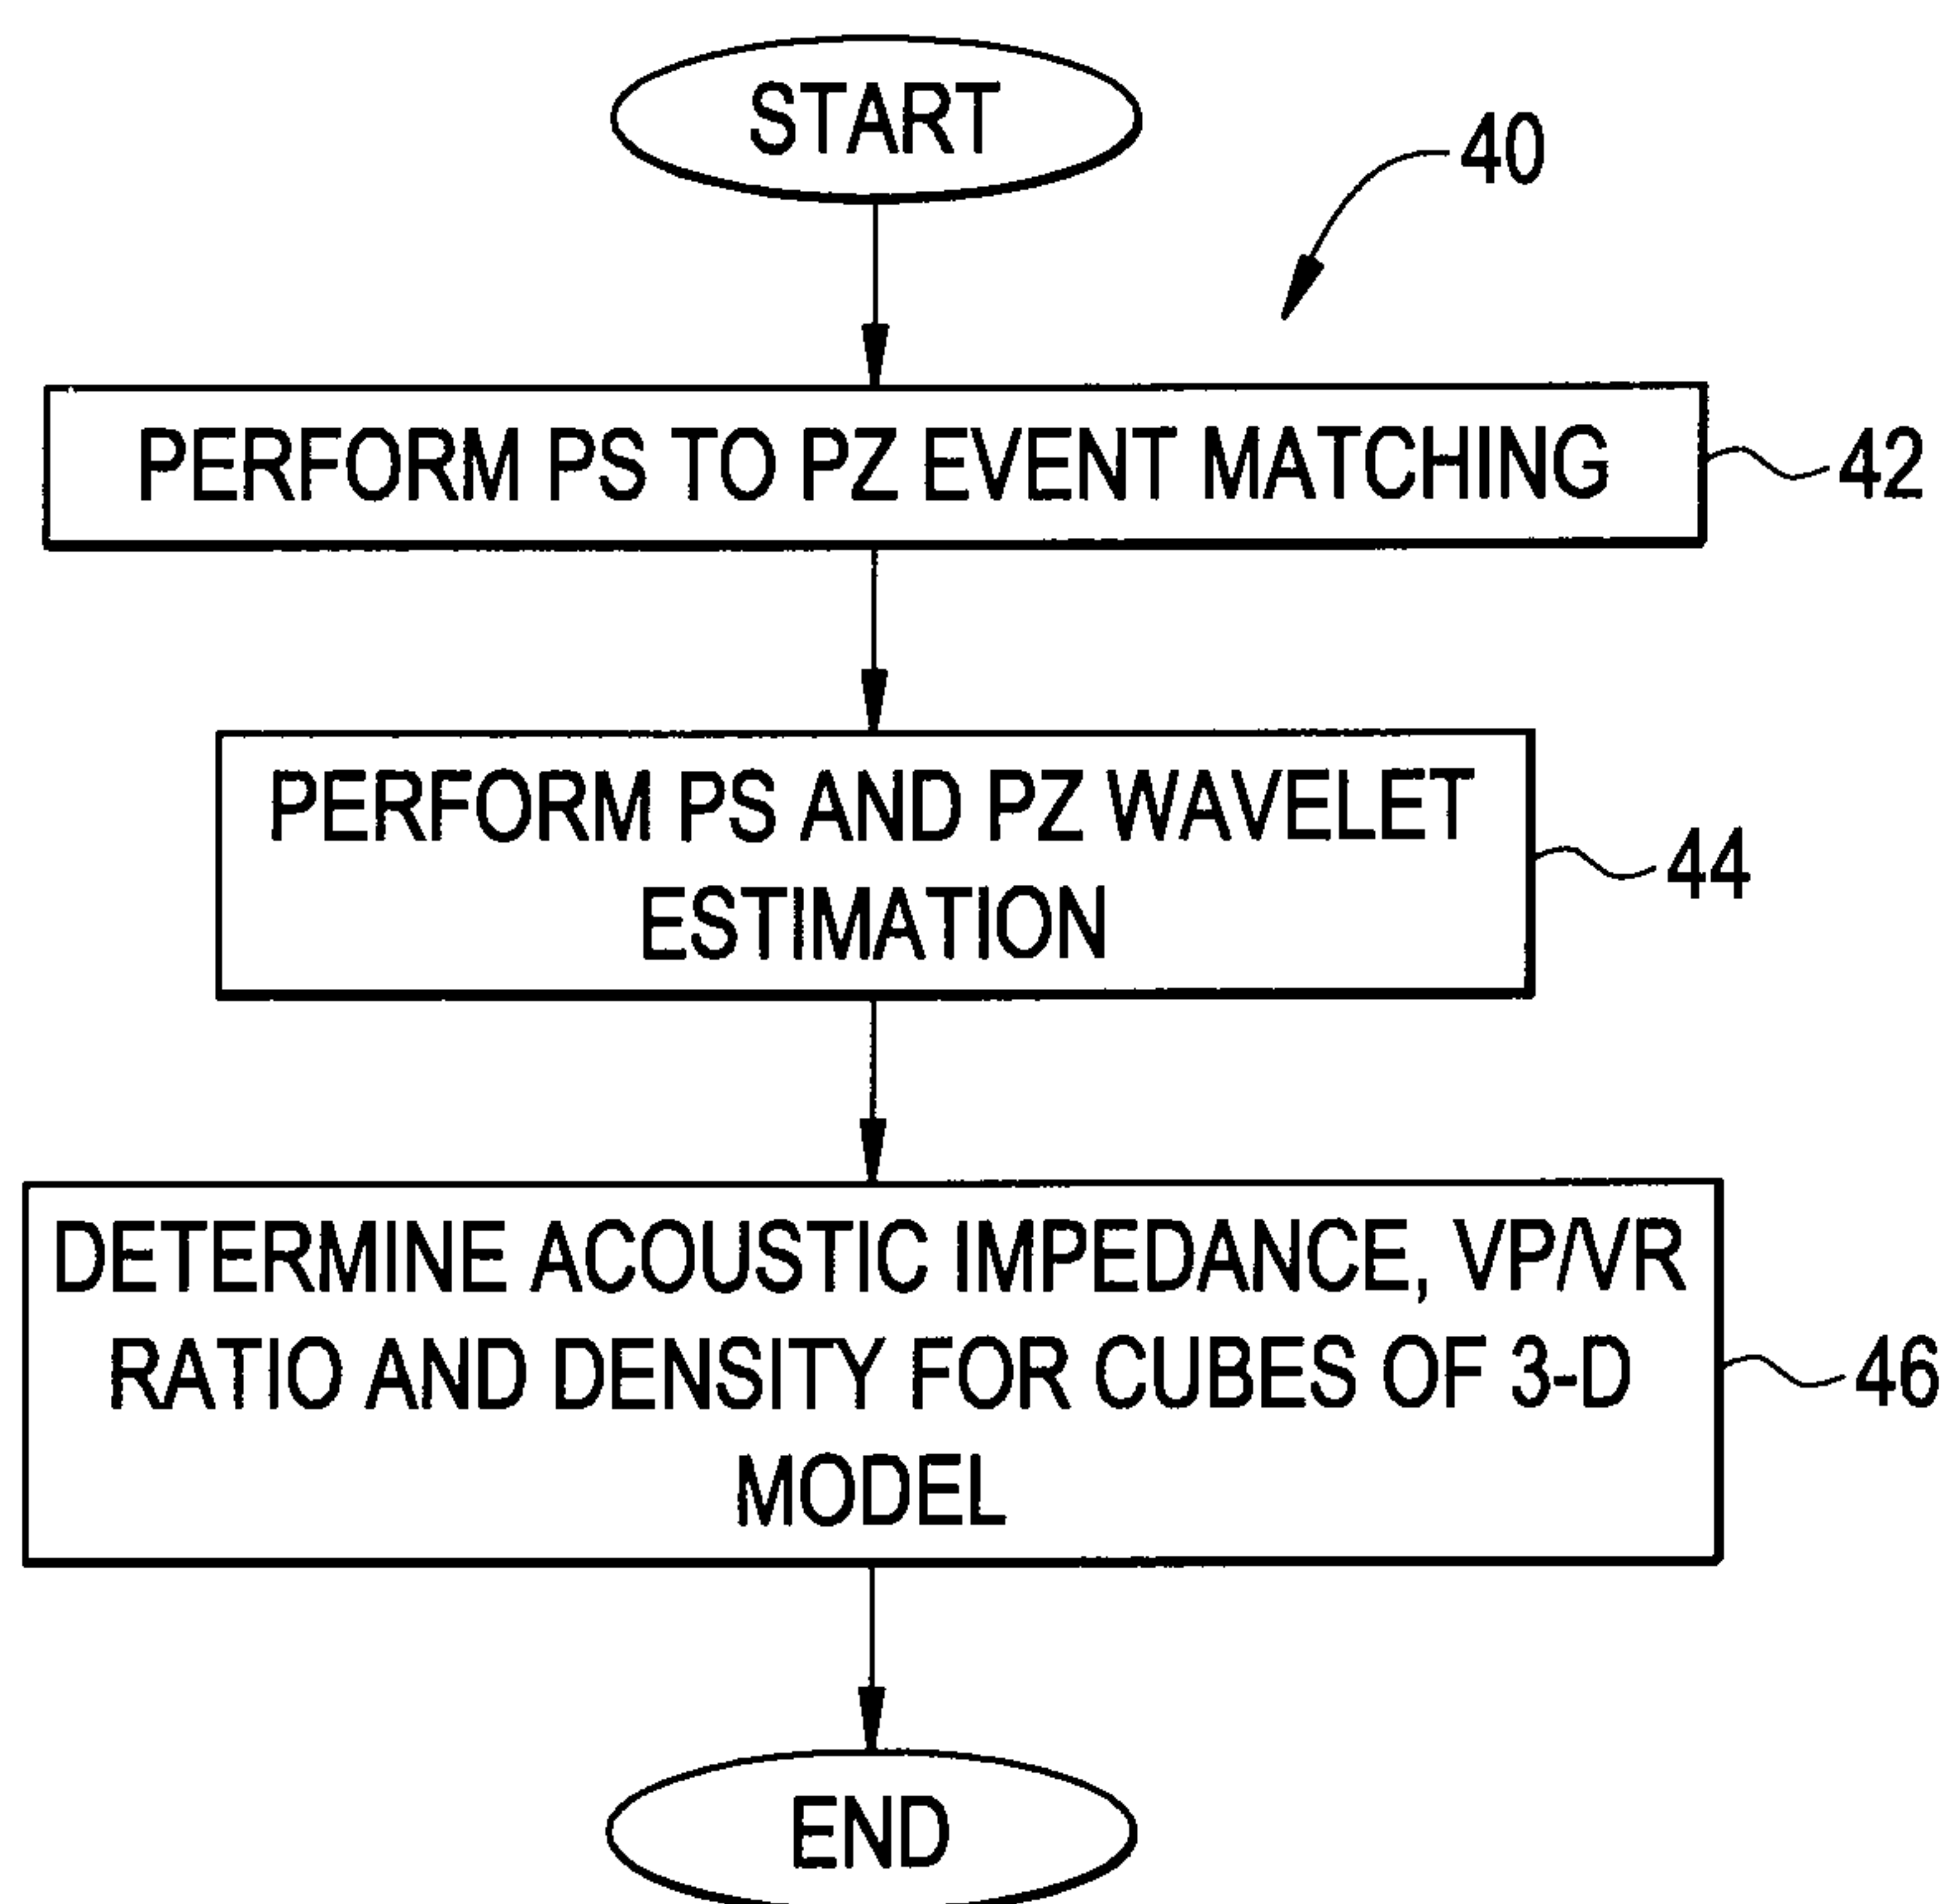 START
40
PERFORM PS TO PZ EVENT MATCHING
42
PERFORM PS AND PZ WAVELET
ESTIMATION
44
DETERMINE ACOUSTIC IMPEDANCE, VP/VR
RATIO AND DENSITY FOR CUBES OF 3-D
MODEL
46
END